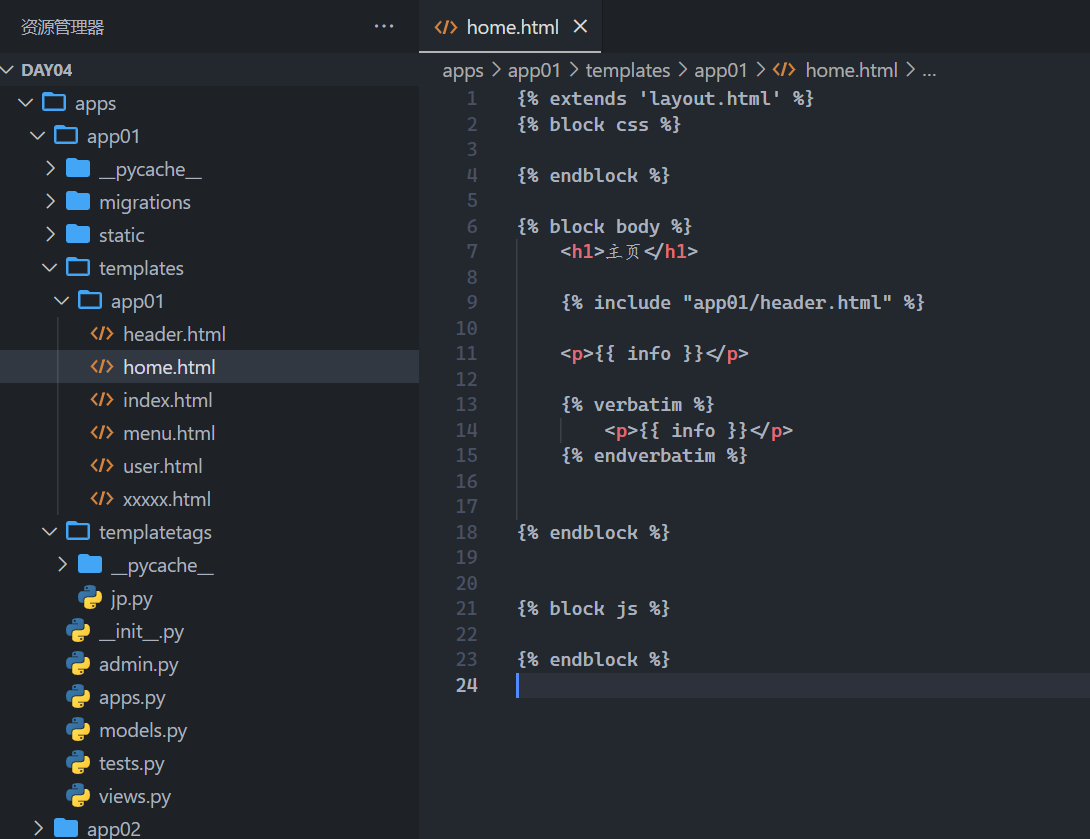 资源管理器
DAY04
apps
app01
__pycache__
migrations
static
templates
app01
header.html
home.html
index.html
menu.html
user.html
xxxxx.html
templatetags
__pycache__
jp.py
__init__.py
admin.py
apps.py
models.py
tests.py
views.py
app02
home.html
apps > app01 > templates > app01 > home.html > ...
1 {% extends 'layout.html' %}
2 {% block css %}
3
4 {% endblock %}
5
6 {% block body %}
7 <h1>主页</h1>
8
9 {% include "app01/header.html" %}
10
11 <p>{{ info }}</p>
12
13 {% verbatim %}
14 <p>{{ info }}</p>
15 {% endverbatim %}
16
17
18 {% endblock %}
19
20
21 {% block js %}
22
23 {% endblock %}
24